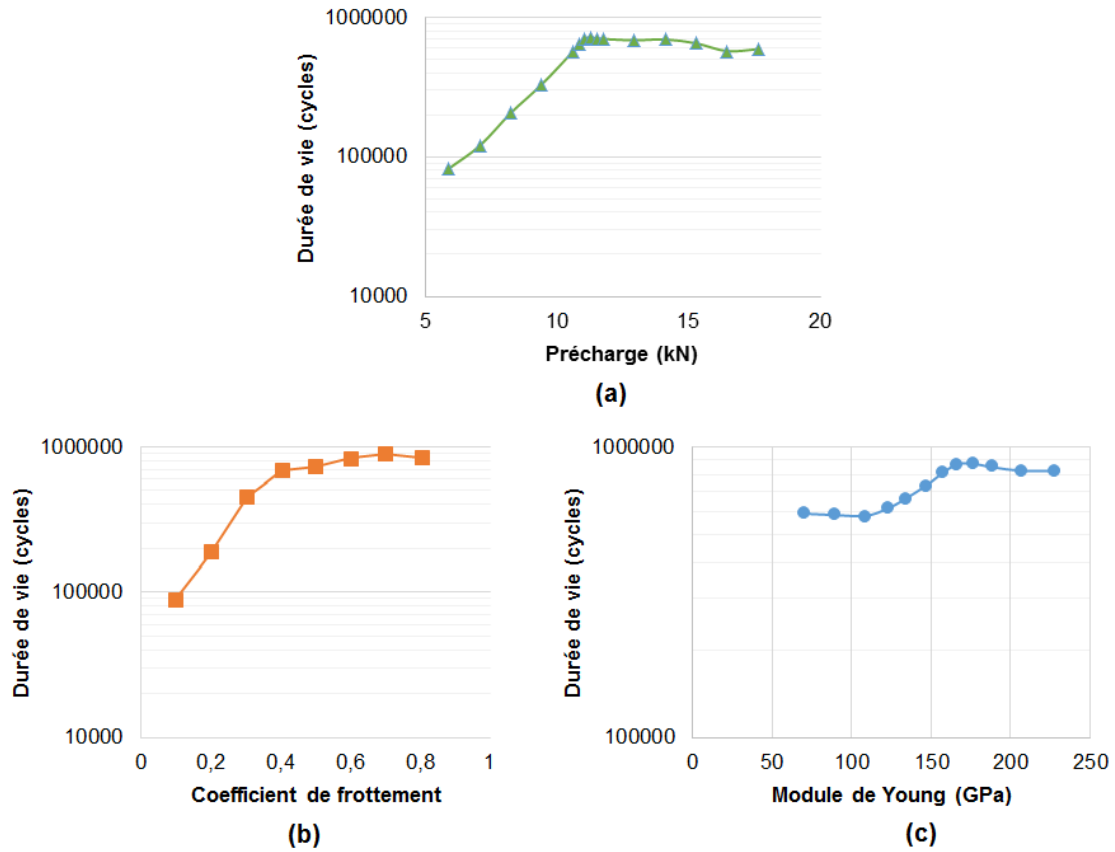 1000000
100000
10000
Durée de vie (cycles)
5 10 15 20
Précharge (kN)
(a)
1000000
100000
10000
Durée de vie (cycles)
0 0,2 0,4 0,6 0,8 1
Coefficient de frottement
(b)
1000000
100000
Durée de vie (cycles)
0 50 100 150 200 250
Module de Young (GPa)
(c)